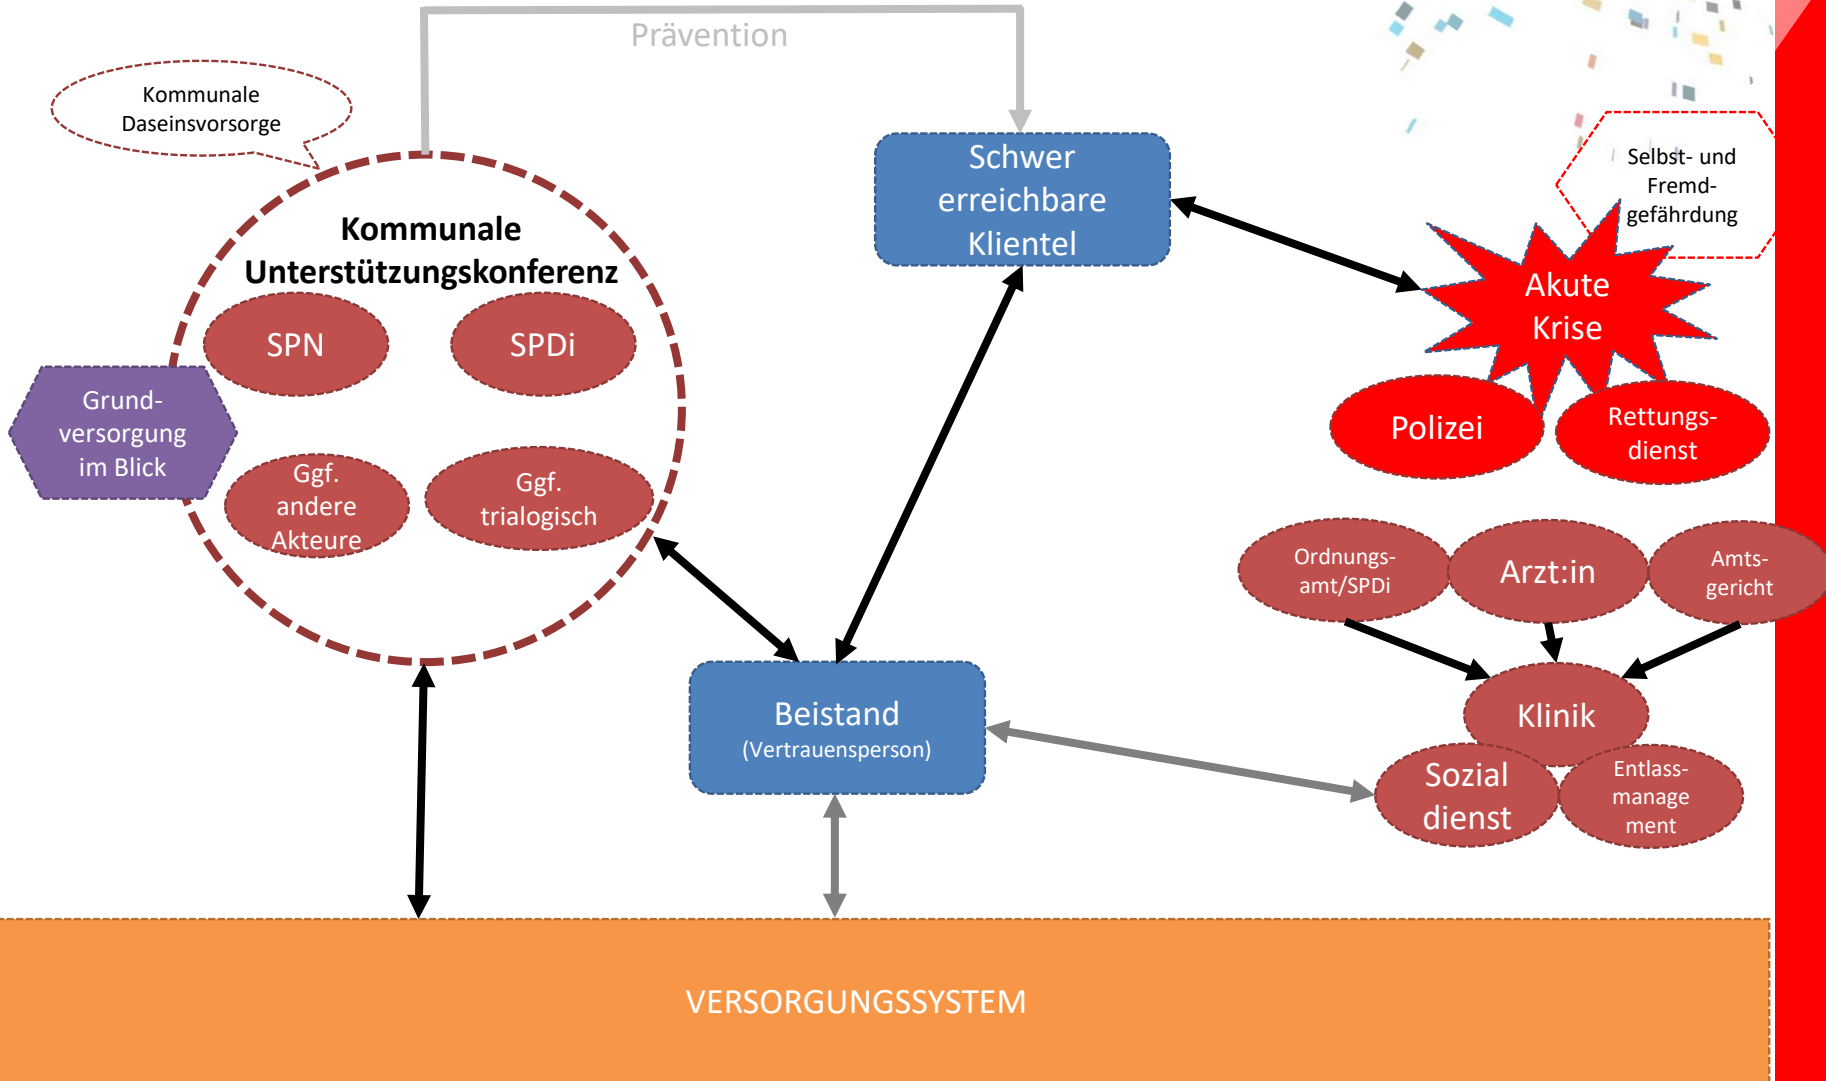 Prävention
Kommunale
Daseinsvorsorge
Schwer
erreichbare
Klientel
Selbst- und
Fremd-
gefährdung
Kommunale
Unterstützungskonferenz
Akute
Krise
SPN
SPDi
Grund-
versorgung
im Blick
Polizei
Rettungs-
dienst
Ggf.
andere
Akteure
Ggf.
trialogisch
Ordnungs-
amt/SPDi
Arzt:in
Amts-
gericht
Beistand
(Vertrauensperson)
Klinik
Sozial
dienst
Entlass-
manage
ment
VERSORGUNGSSYSTEM